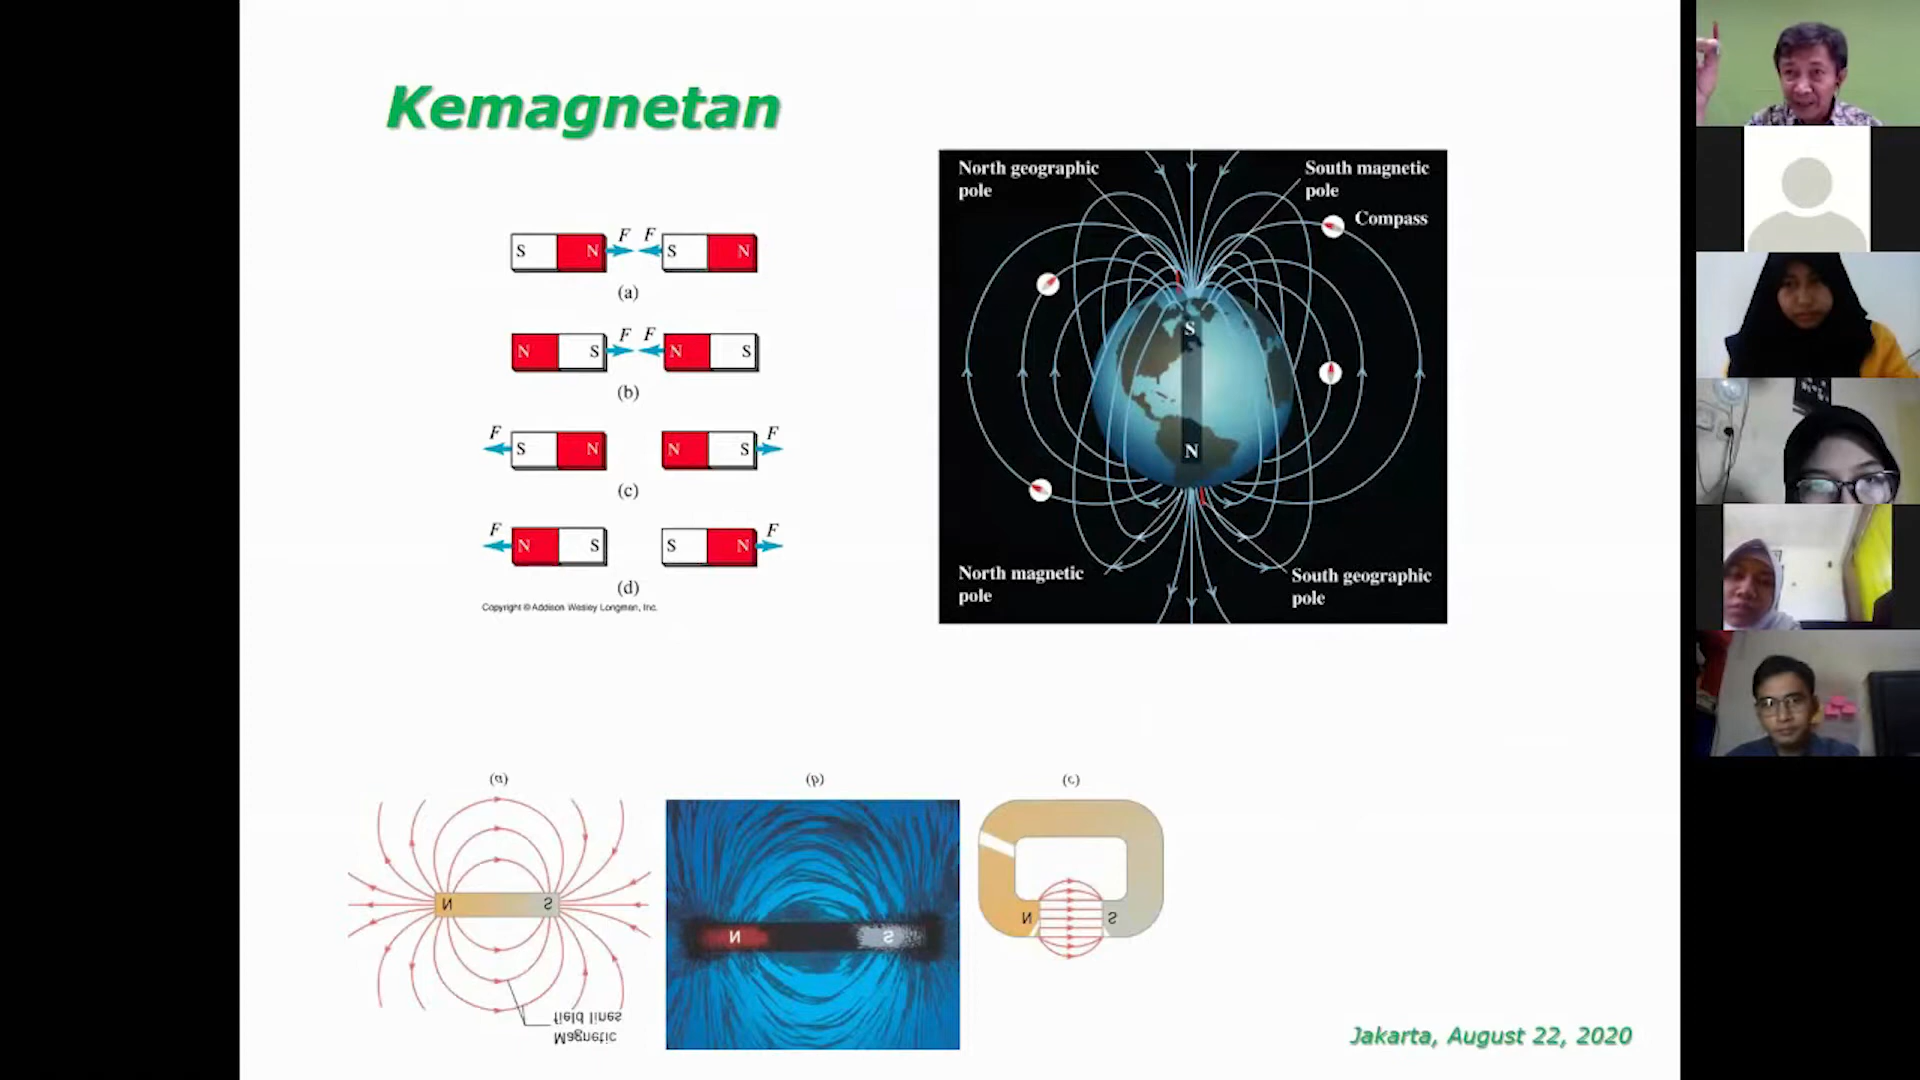 Kemagnetan
S N F F S N
(a)
N S F F N S
(b)
F S N N S F
(c)
F N S S N F
(d)
Copyright © Addison Wesley Longman, Inc.
North geographic
pole
South magnetic
pole
Compass
S
N
North magnetic
pole
South geographic
pole
(a) (b) (c)
N S
N S
N S
field lines
Magnetic
Jakarta, August 22, 2020